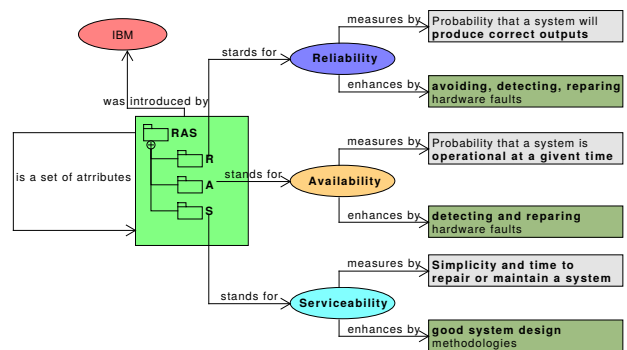 IBM
was introduced by
RAS
R
A
S
is a set of atrributes
stands for
Reliability
measures by
Probability that a system will
produce correct outputs
enhances by
avoiding, detecting, repairing
hardware faults
stands for
Availability
measures by
Probability that a system is
operational at a givent time
enhances by
detecting and repairing
hardware faults
stands for
Serviceability
measures by
Simplicity and time to
repair or maintain a system
enhances by
good system design
methodologies